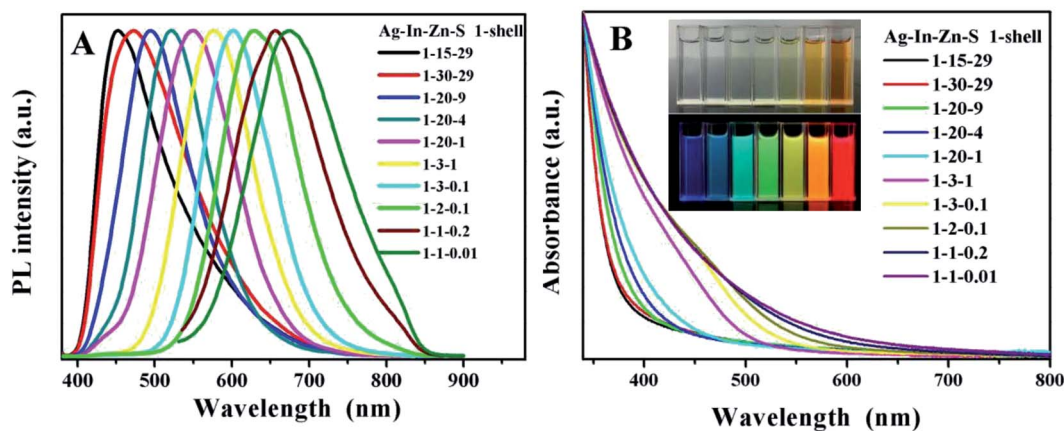 A
Ag-In-Zn-S 1-shell
1-15-29
1-30-29
1-20-9
1-20-4
1-20-1
1-3-1
1-3-0.1
1-2-0.1
1-1-0.2
1-1-0.01
PL intensity (a.u.)
400 500 600 700 800 900
Wavelength (nm)
B
Ag-In-Zn-S 1-shell
1-15-29
1-30-29
1-20-9
1-20-4
1-20-1
1-3-1
1-3-0.1
1-2-0.1
1-1-0.2
1-1-0.01
Absorbance (a.u.)
400 500 600 700 800
Wavelength (nm)